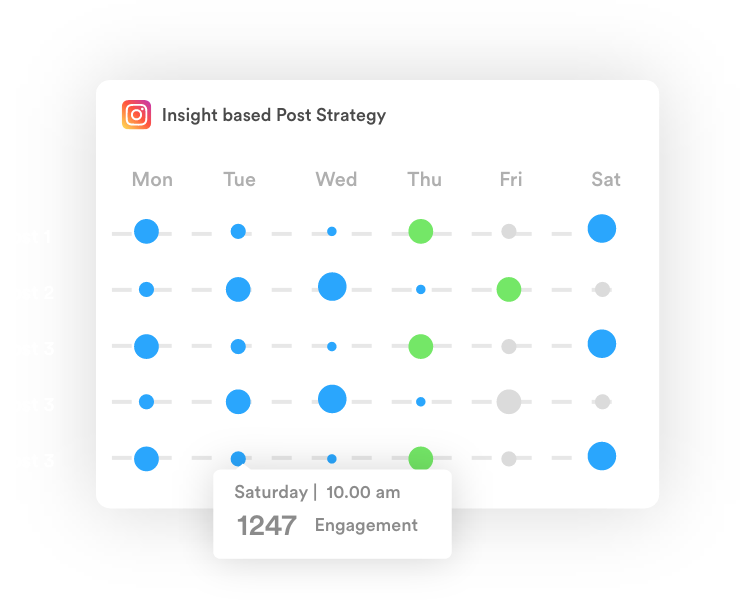 Insight based Post Strategy
Mon Tue Wed Thu Fri Sat
Saturday | 10.00 am
1247 Engagement